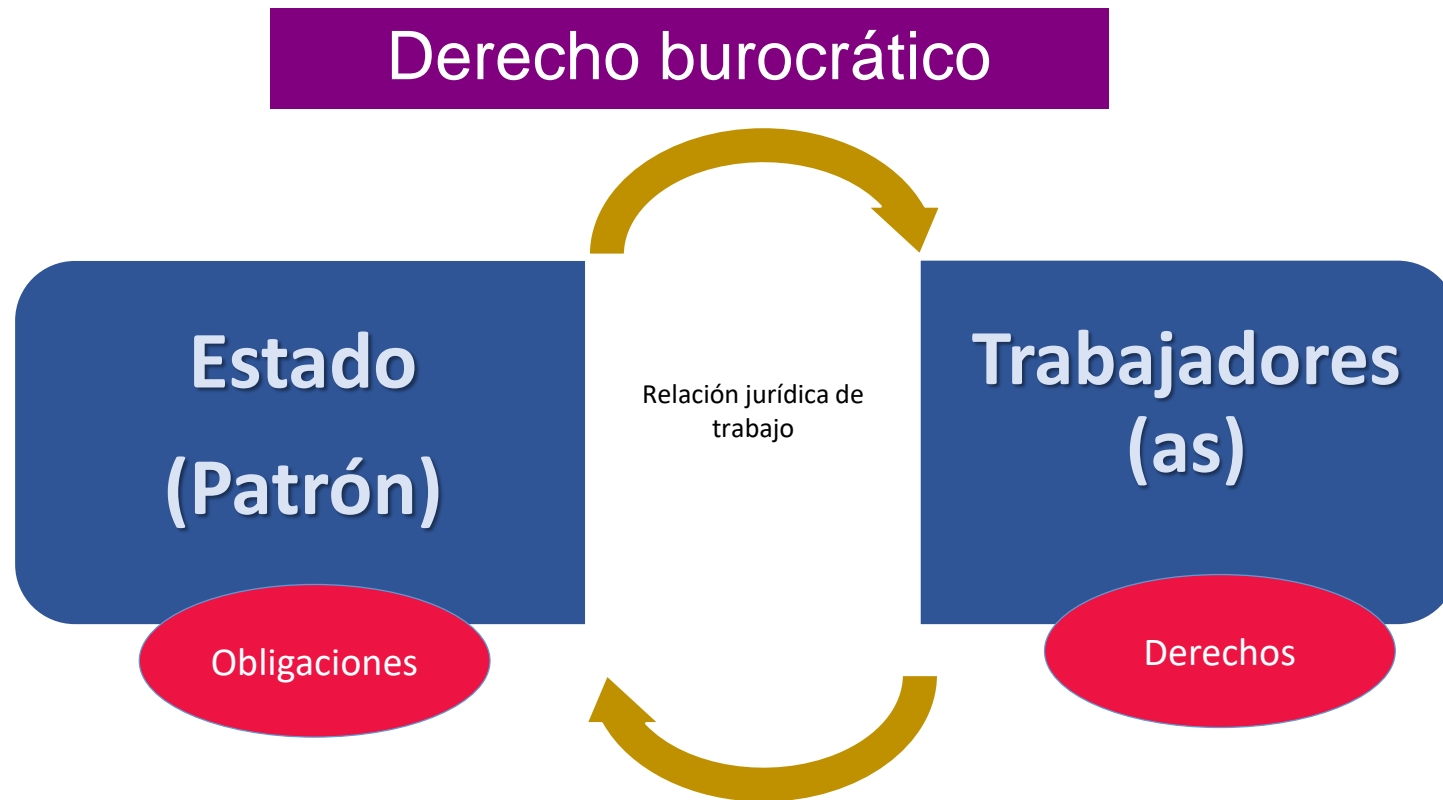 Derecho burocrático
Estado
(Patrón)
Relación jurídica de
trabajo
Trabajadores
(as)
Obligaciones
Derechos